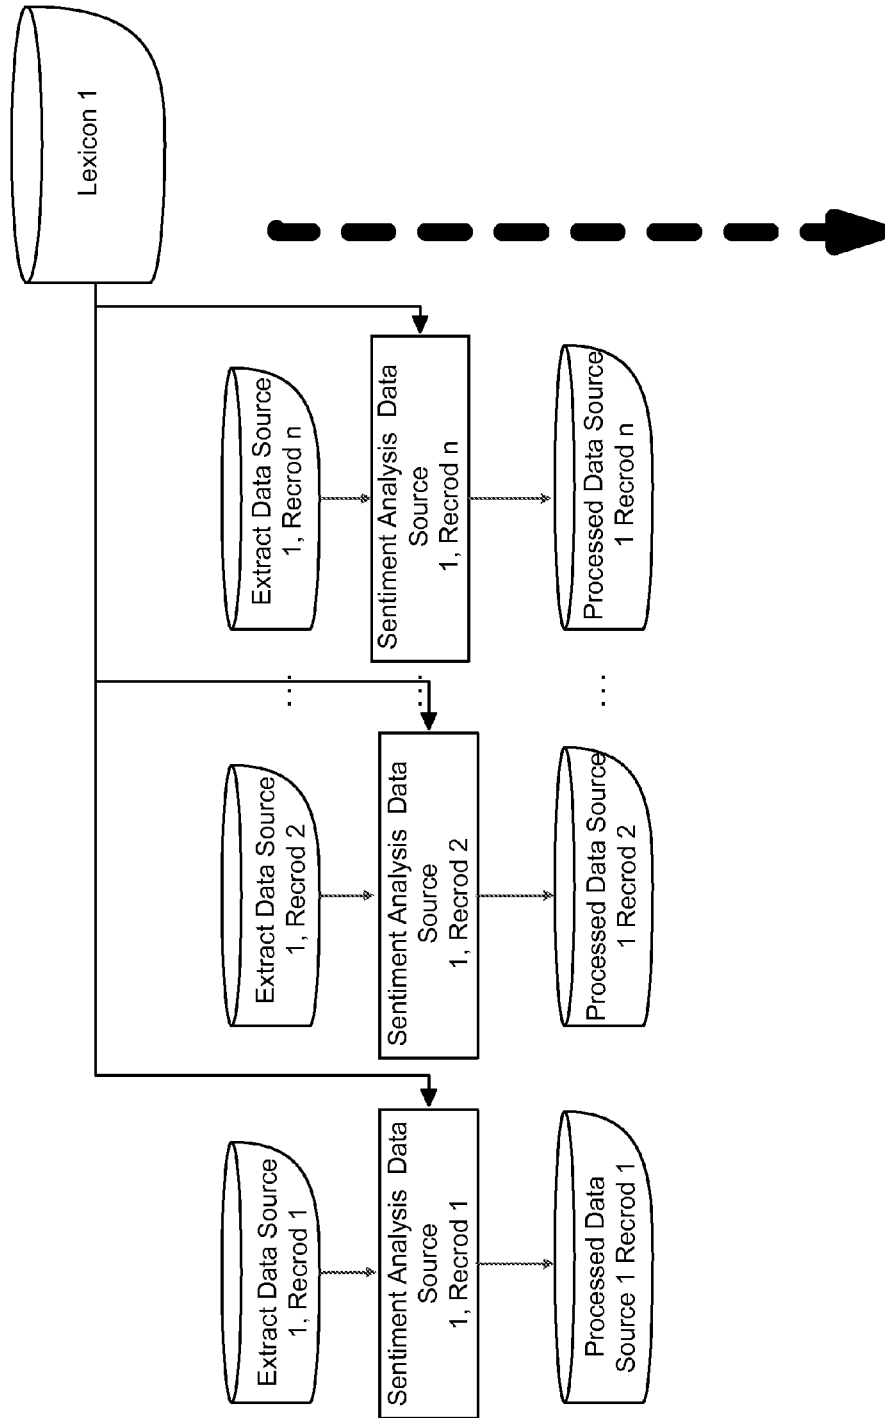 Lexicon 1
Extract Data Source
1, Recrod 1
Extract Data Source
1, Recrod 2
...
Extract Data Source
1, Recrod n
Sentiment Analysis Data
Source
1, Recrod 1
Sentiment Analysis Data
Source
1, Recrod 2
...
Sentiment Analysis Data
Source
1, Recrod n
Processed Data
Source 1 Recrod 1
Processed Data Source
1 Recrod 2
...
Processed Data Source
1 Recrod n